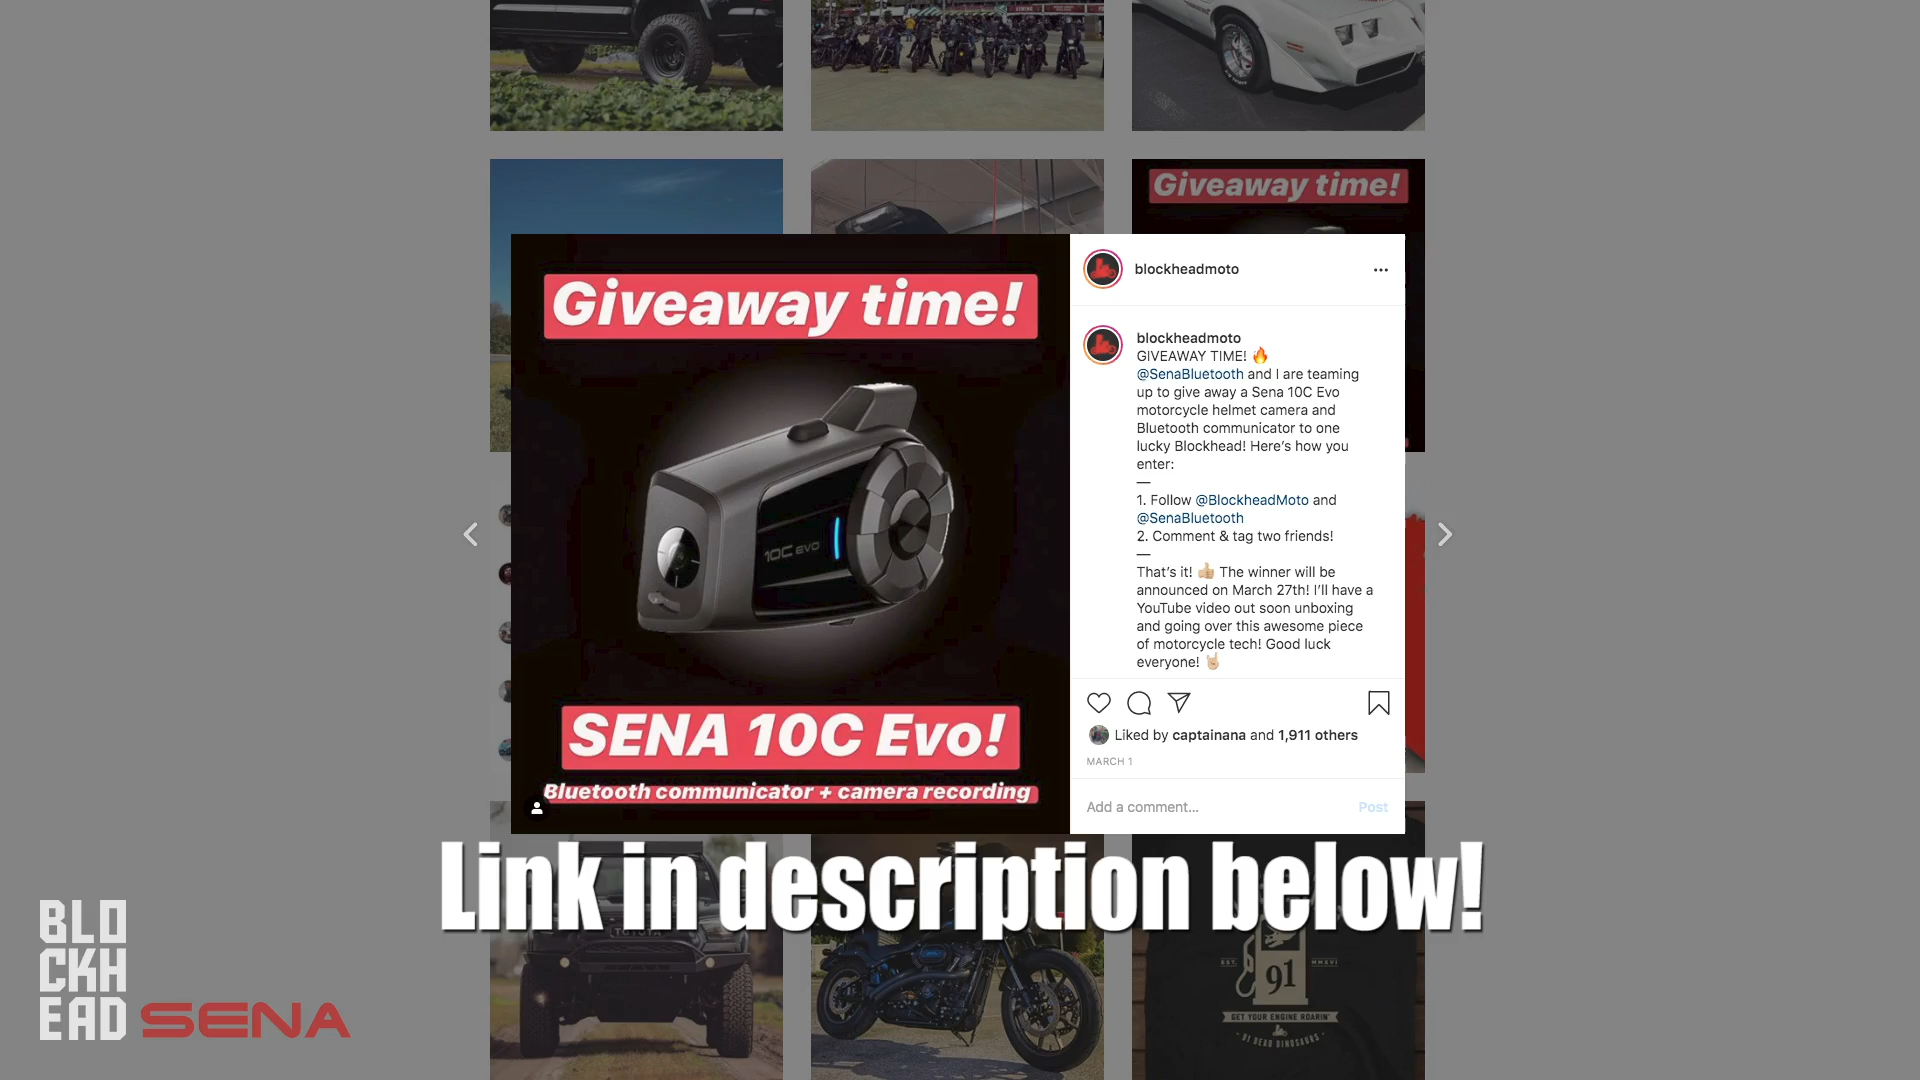 Giveaway time!
Giveaway time!
10C EVO
SENA 10C Evo!
Bluetooth communicator + camera recording
blockheadmoto
blockheadmoto
GIVEAWAY TIME! 🔥
@SenaBluetooth and I are teaming
up to give away a Sena 10C Evo
motorcycle helmet camera and
Bluetooth communicator to one
lucky Blockhead! Here's how you
enter:
—
1. Follow @BlockheadMoto and
@SenaBluetooth
2. Comment & tag two friends!
—
That's it! 👍🏼 The winner will be
announced on March 27th! I'll have a
YouTube video out soon unboxing
and going over this awesome piece
of motorcycle tech! Good luck
everyone! 🤘🏼
Liked by captainana and 1,911 others
MARCH 1
Add a comment...
Post
Link in description below!
TOYOTA
EST.
MMXVI
91
GET YOUR ENGINE ROARIN'
91 DEAD DINOSAURS
BLO
CKH
EAD
SENA